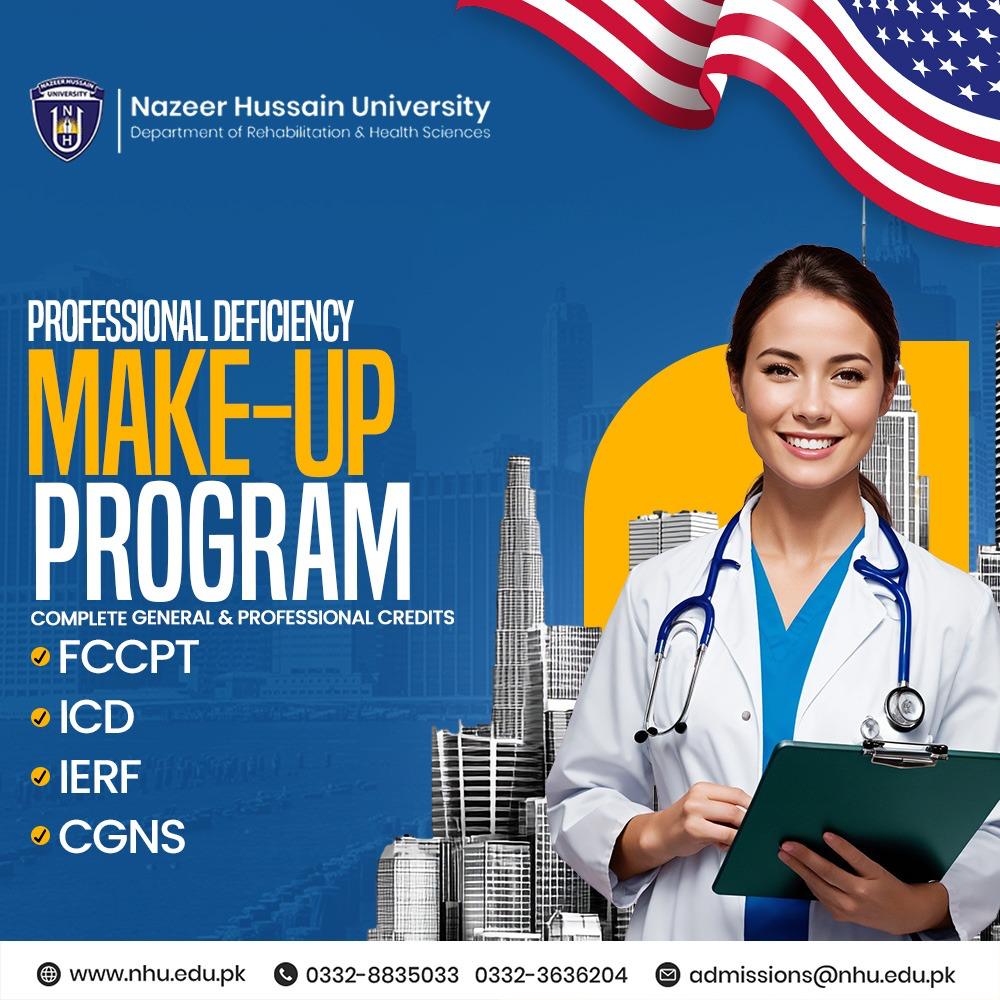 NAZEER HUSSAIN
UNIVERSITY
N
U
H
Nazeer Hussain University
Department of Rehabilitation & Health Sciences
PROFESSIONAL DEFICIENCY
MAKE-UP
PROGRAM
COMPLETE GENERAL & PROFESSIONAL CREDITS
FCCPT
ICD
IERF
CGNS
www.nhu.edu.pk 0332-8835033 0332-3636204 admissions@nhu.edu.pk